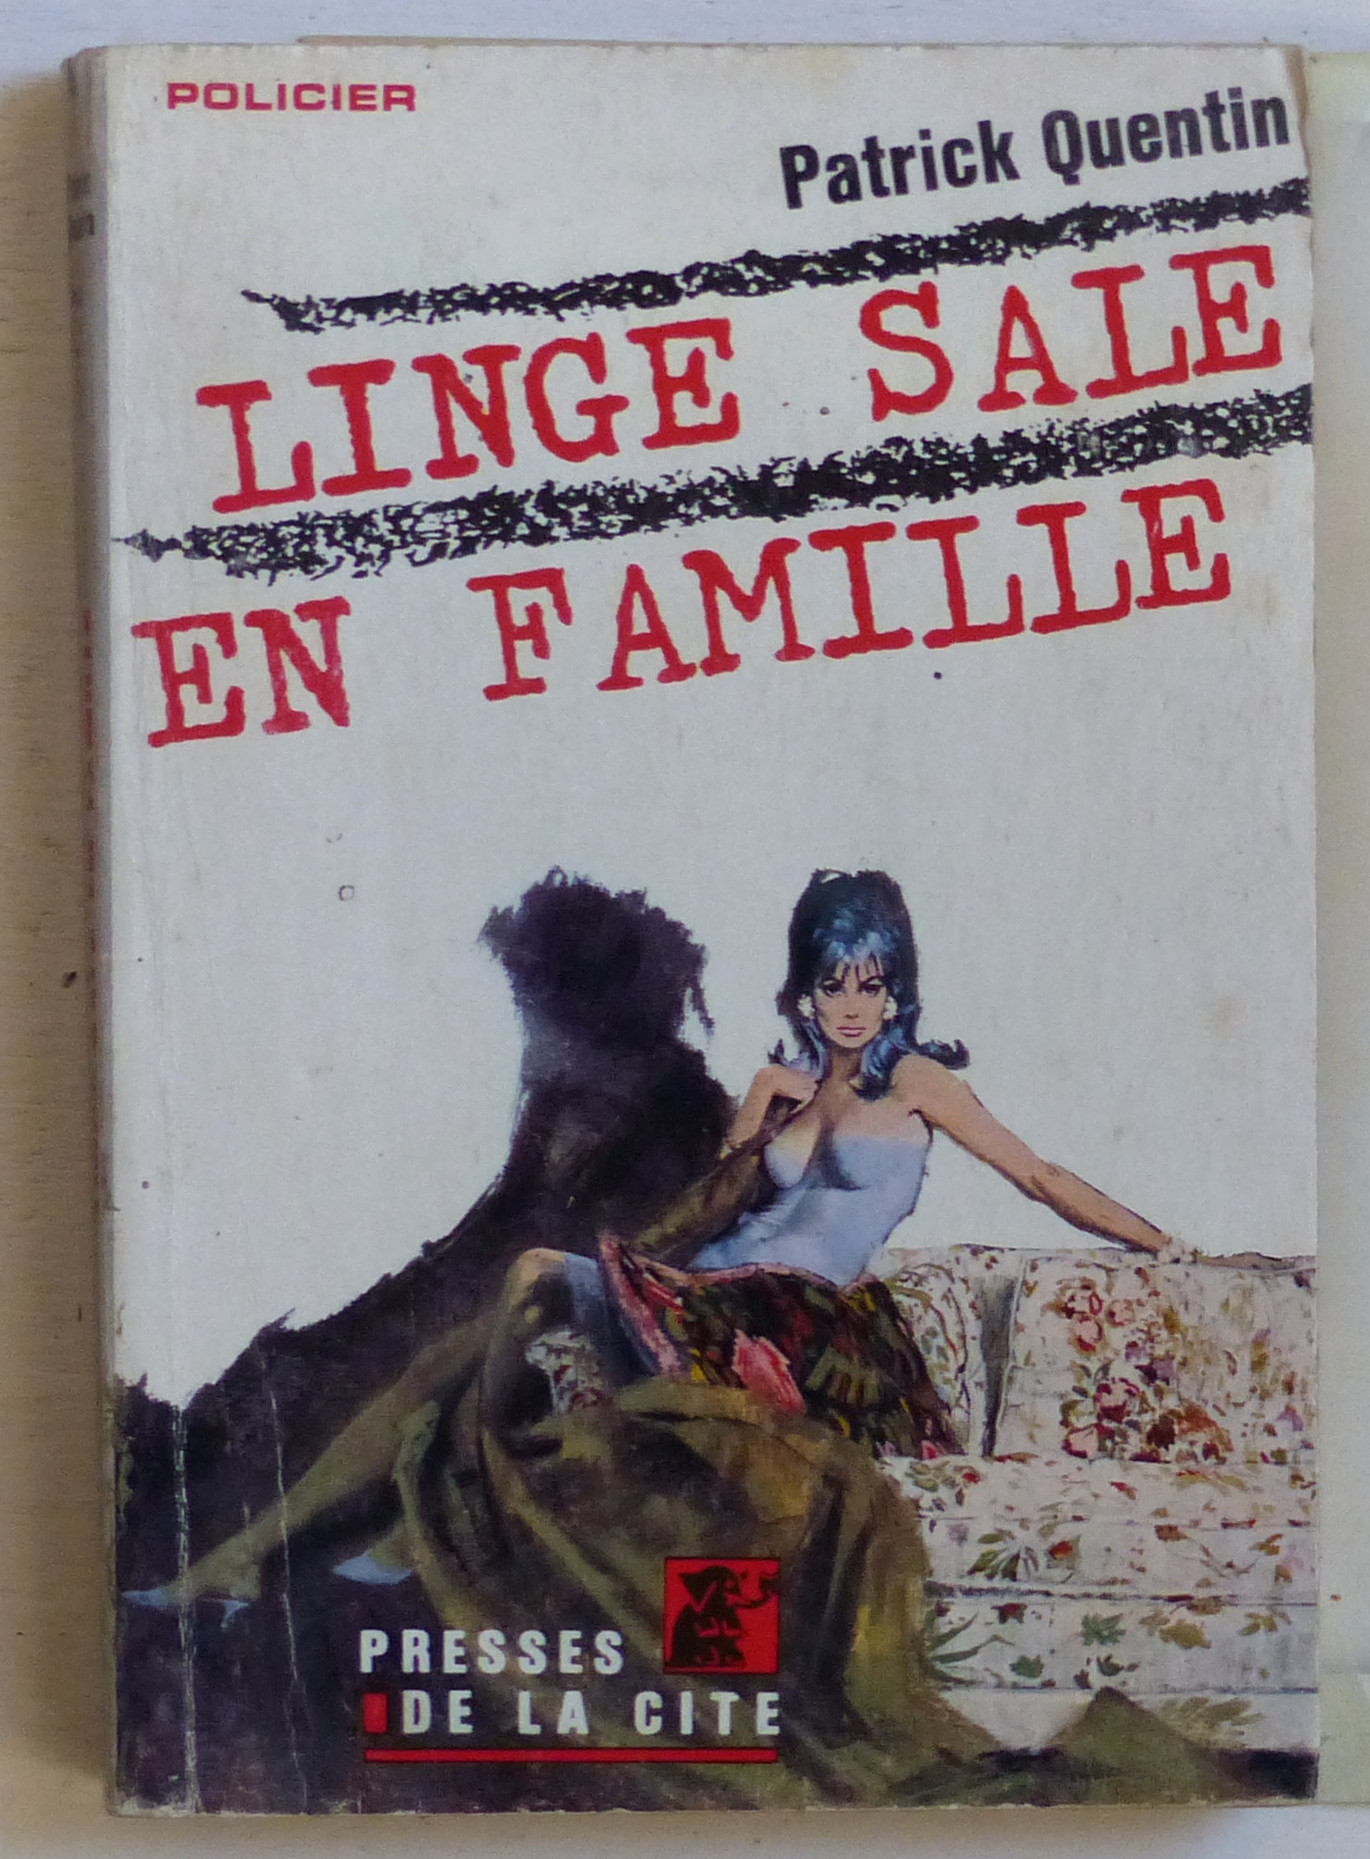 POLICIER
Patrick Quentin
LINGE SALE
EN FAMILLE
PRESSES
DE LA CITE